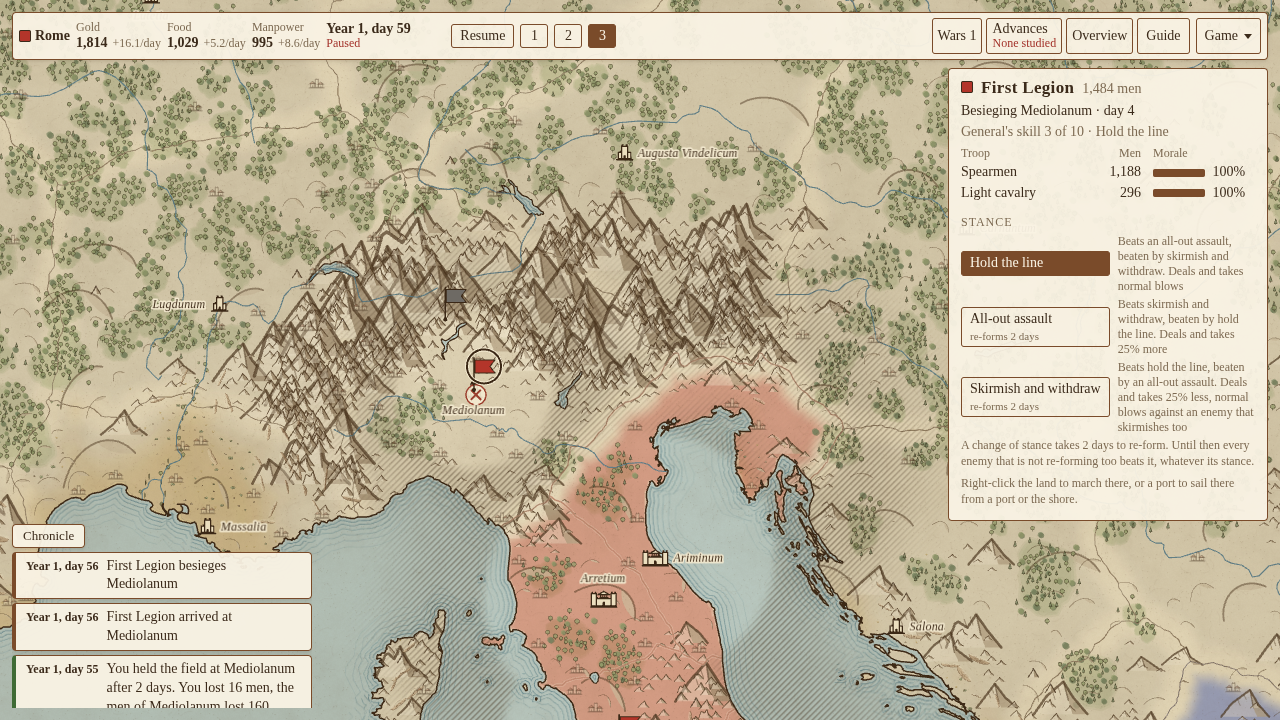 Rome
Gold
1,814 +16.1/day
Food
1,029 +5.2/day
Manpower
995 +8.6/day
Year 1, day 59
Paused
Resume
1
2
3
Wars 1
Advances
None studied
Overview
Guide
Game
First Legion 1,484 men
Besieging Mediolanum · day 4
General's skill 3 of 10 · Hold the line
Troop Men Morale
Spearmen 1,188 100%
Light cavalry 296 100%
STANCE
Hold the line
Beats an all-out assault,
beaten by skirmish and
withdraw. Deals and takes
normal blows
All-out assault
re-forms 2 days
Beats skirmish and
withdraw, beaten by hold
the line. Deals and takes
25% more
Skirmish and withdraw
re-forms 2 days
Beats hold the line, beaten
by an all-out assault. Deals
and takes 25% less, normal
blows against an enemy that
skirmishes too
A change of stance takes 2 days to re-form. Until then every
enemy that is not re-forming too beats it, whatever its stance.
Right-click the land to march there, or a port to sail there
from a port or the shore.
Augusta Vindelicum
Lugdunum
Mediolanum
Massalia
Ariminum
Arretium
Salona
Chronicle
Year 1, day 56 First Legion besieges
Mediolanum
Year 1, day 56 First Legion arrived at
Mediolanum
Year 1, day 55 You held the field at Mediolanum
after 2 days. You lost 16 men, the
men of Mediolanum lost 160